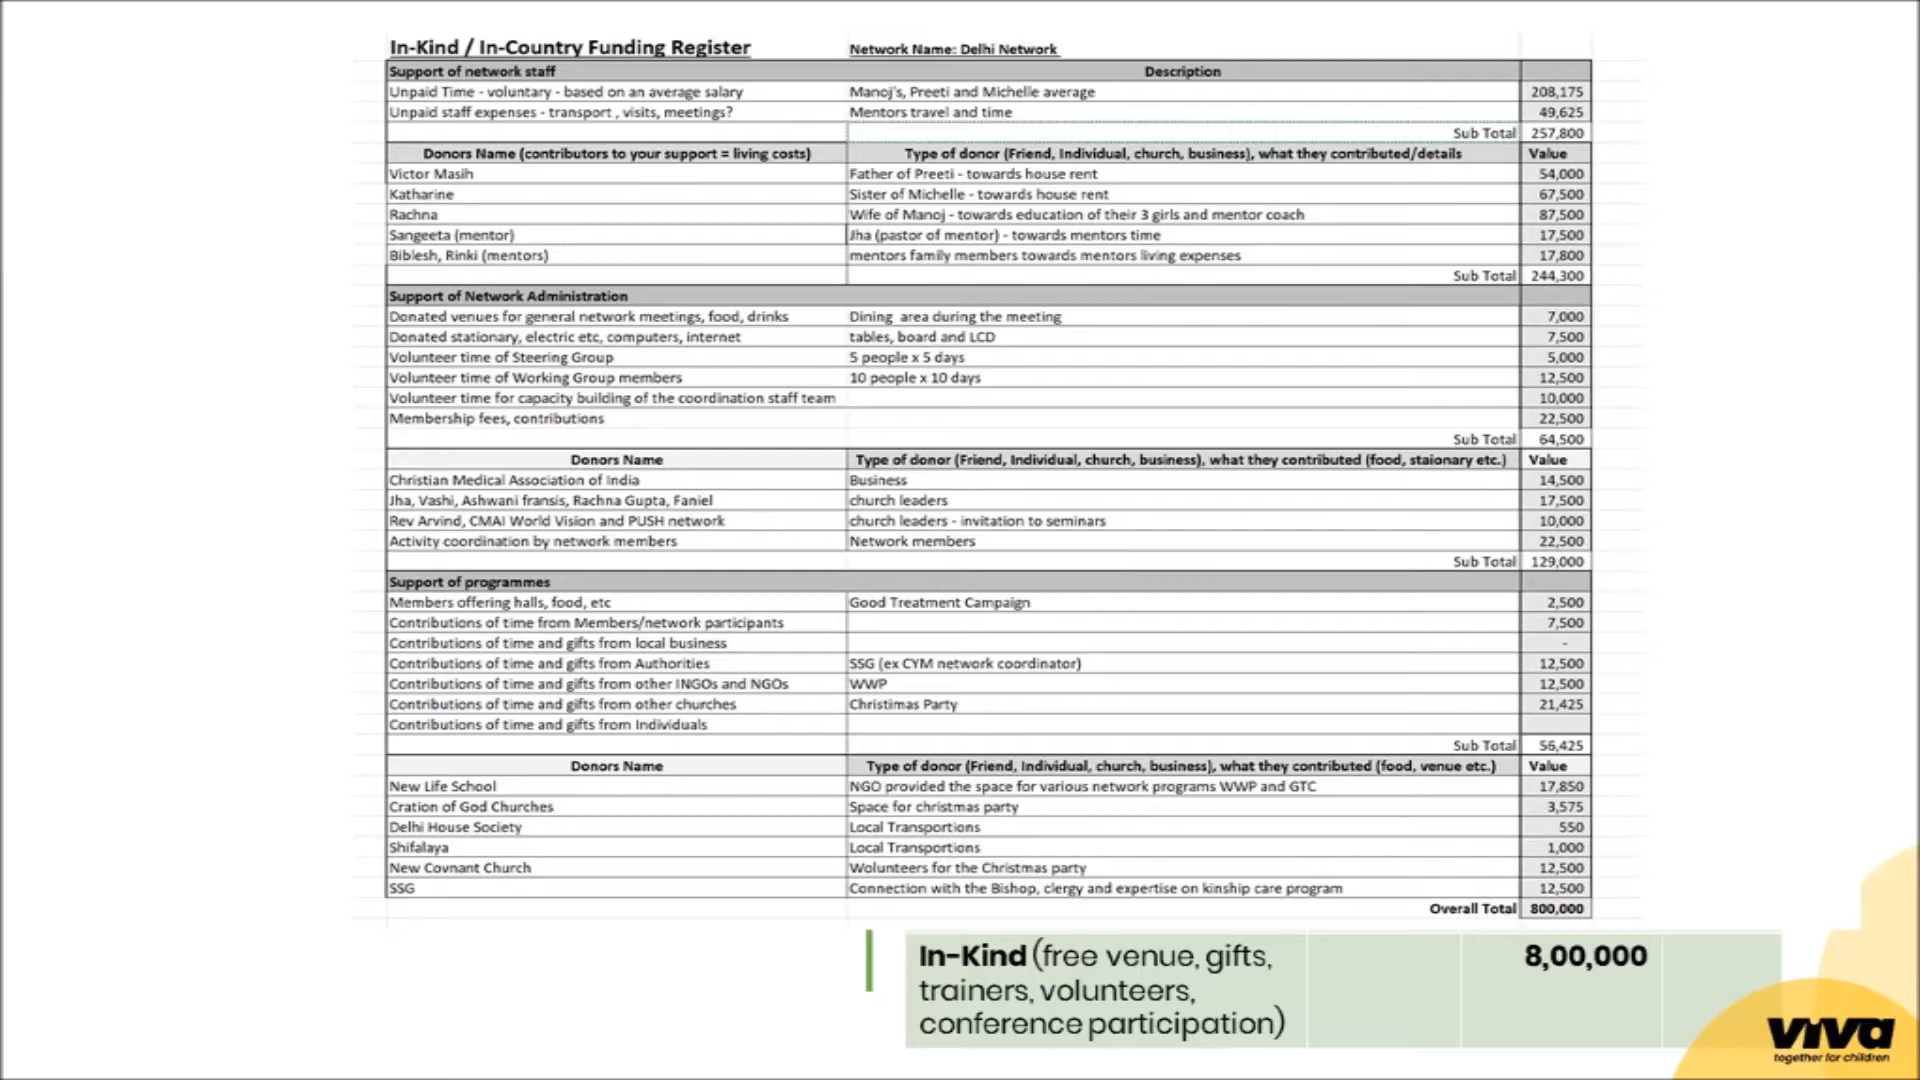 In-Kind / In-Country Funding Register Network Name: Delhi Network
Support of network staff Description
Unpaid Time - voluntary - based on an average salary Manoj's, Preeti and Michelle average 208,175
Unpaid staff expenses - transport , visits, meetings? Mentors travel and time 49,625
Sub Total 257,800
Donors Name (contributors to your support = living costs) Type of donor (Friend, Individual, church, business), what they contributed/details Value
Victor Masih Father of Preeti - towards house rent 54,000
Katharine Sister of Michelle - towards house rent 67,500
Rachna Wife of Manoj - towards education of their 3 girls and mentor coach 87,500
Sangeeta (mentor) Jha (pastor of mentor) - towards mentors time 17,500
Biblesh, Rinki (mentors) mentors family members towards mentors living expenses 17,800
Sub Total 244,300
Support of Network Administration
Donated venues for general network meetings, food, drinks Dining area during the meeting 7,000
Donated stationary, electric etc, computers, internet tables, board and LCD 7,500
Volunteer time of Steering Group 5 people x 5 days 5,000
Volunteer time of Working Group members 10 people x 10 days 12,500
Volunteer time for capacity building of the coordination staff team 10,000
Membership fees, contributions 22,500
Sub Total 64,500
Donors Name Type of donor (Friend, Individual, church, business), what they contributed (food, staionary etc.) Value
Christian Medical Association of India Business 14,500
Jha, Vashi, Ashwani fransis, Rachna Gupta, Faniel church leaders 17,500
Rev Arvind, CMAI World Vision and PUSH network church leaders - invitation to seminars 10,000
Activity coordination by network members Network members 22,500
Sub Total 129,000
Support of programmes
Members offering halls, food, etc Good Treatment Campaign 2,500
Contributions of time from Members/network participants 7,500
Contributions of time and gifts from local business -
Contributions of time and gifts from Authorities SSG (ex CYM network coordinator) 12,500
Contributions of time and gifts from other INGOs and NGOs WWP 12,500
Contributions of time and gifts from other churches Christimas Party 21,425
Contributions of time and gifts from Individuals
Sub Total 56,425
Donors Name Type of donor (Friend, Individual, church, business), what they contributed (food, venue etc.) Value
New Life School NGO provided the space for various network programs WWP and GTC 17,850
Cration of God Churches Space for christmas party 3,575
Delhi House Society Local Transportions 550
Shifalaya Local Transportions 1,000
New Covnant Church Wolunteers for the Christmas party 12,500
SSG Connection with the Bishop, clergy and expertise on kinship care program 12,500
Overall Total 800,000
In-Kind (free venue, gifts, 8,00,000
trainers, volunteers,
conference participation)
viva
together for children